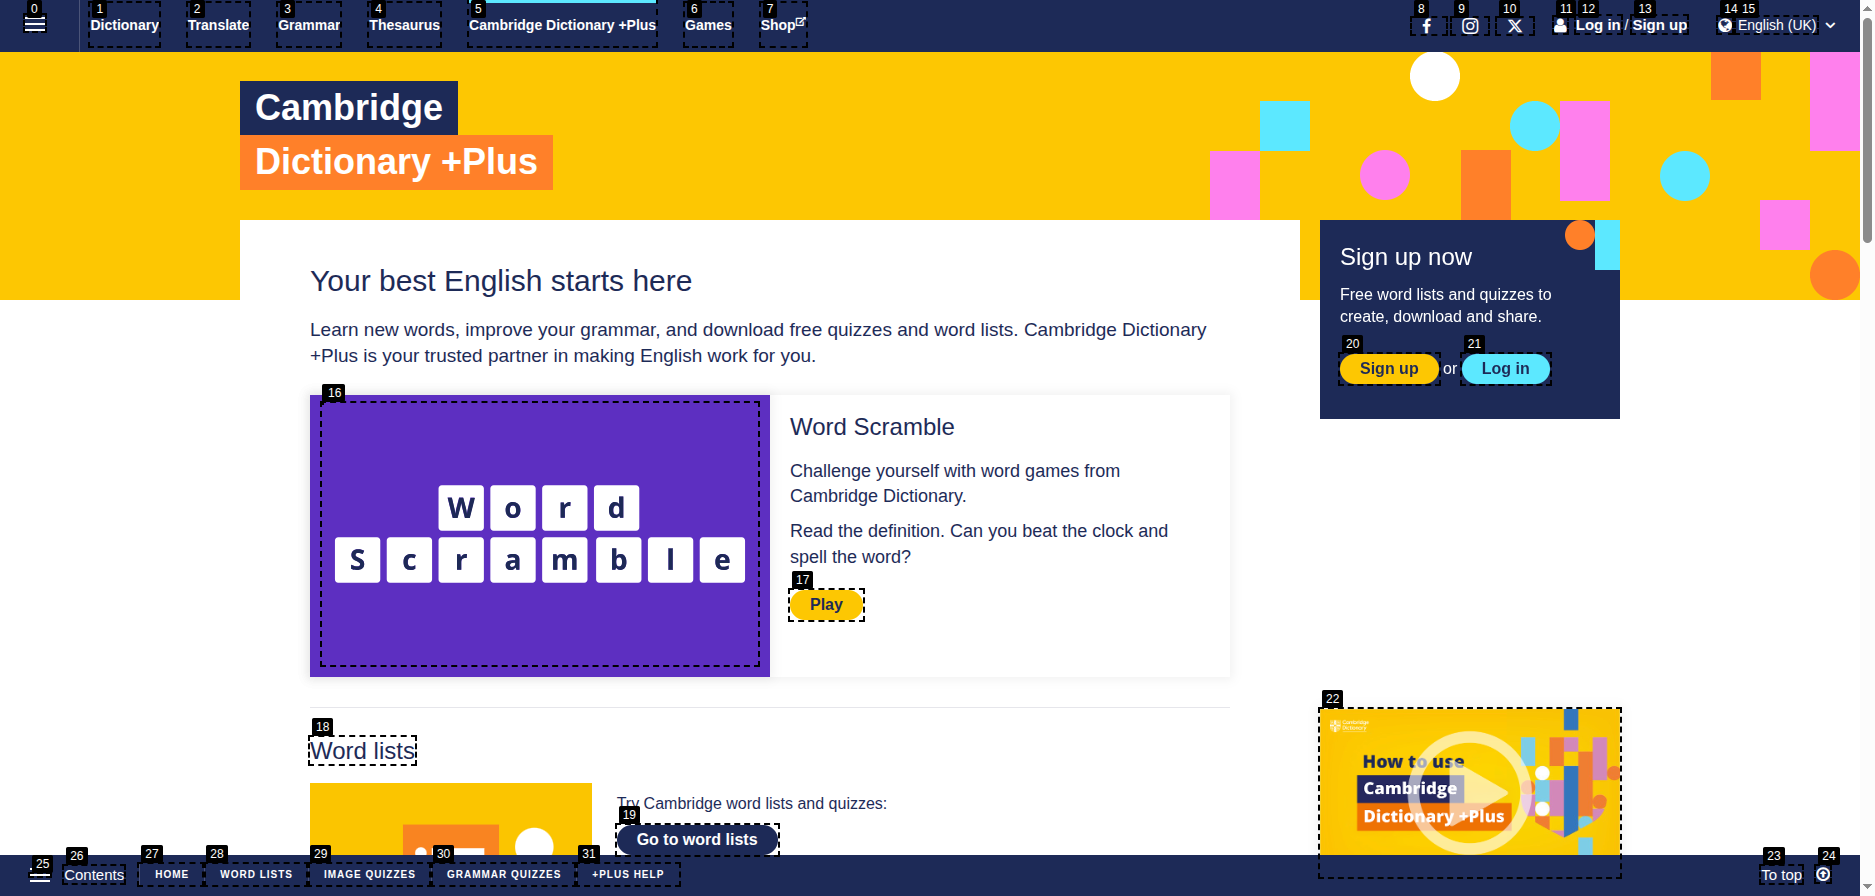 0 1 2 3 4 5 6 7 8 9 10 11 12 13 14 15
Dictionary Translate Grammar Thesaurus Cambridge Dictionary +Plus Games Shop Log in / Sign up English (UK)
Cambridge
Dictionary +Plus
Your best English starts here
Learn new words, improve your grammar, and download free quizzes and word lists. Cambridge Dictionary
+Plus is your trusted partner in making English work for you.
16
Word
Scramble
Word Scramble
Challenge yourself with word games from
Cambridge Dictionary.
Read the definition. Can you beat the clock and
spell the word?
17
Play
18
Word lists
Try Cambridge word lists and quizzes:
19
Go to word lists
Sign up now
Free word lists and quizzes to
create, download and share.
20 21
Sign up or Log in
22
Cambridge
Dictionary
How to use
Cambridge
Dictionary +Plus
25 26 27 28 29 30 31 23 24
Contents HOME WORD LISTS IMAGE QUIZZES GRAMMAR QUIZZES +PLUS HELP To top